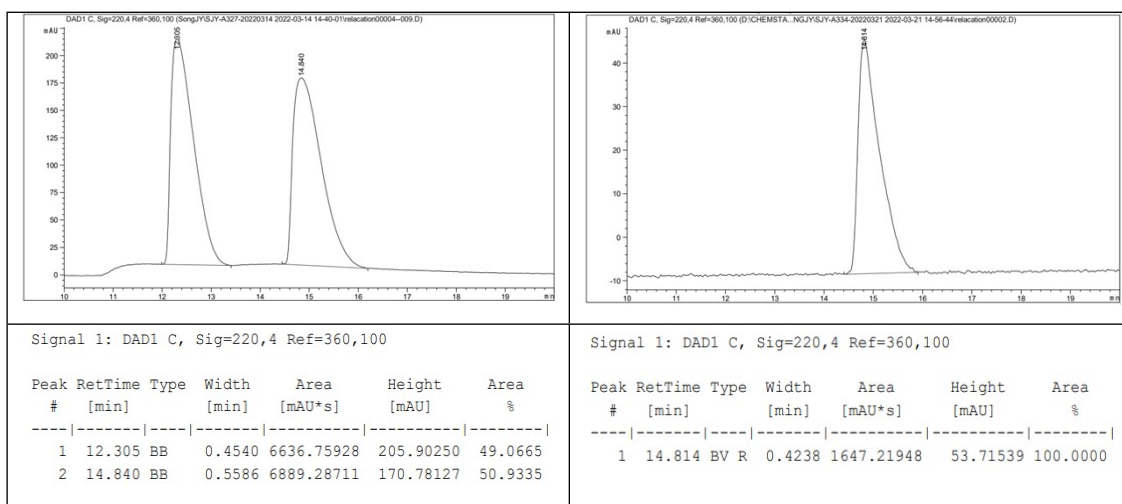 DAD1 C, Sig=220,4 Ref=360,100 (SongJY\SJY-A327-20220314 2022-03-14 14-40-01\relacation00004--009.D)
mAU
200
175
150
125
100
75
50
25
0
12.305
14.840
10 11 12 13 14 15 16 17 18 19 min
DAD1 C, Sig=220,4 Ref=360,100 (D:\CHEMSTA...NGJY\SJY-A334-20220321 2022-03-21 14-56-44\relacation00002.D)
mAU
40
30
20
10
0
-10
14.814
10 11 12 13 14 15 16 17 18 19 min
Signal 1: DAD1 C, Sig=220,4 Ref=360,100
Peak RetTime Type Width Area Height Area
# [min] [min] [mAU*s] [mAU] %
----|-------|----|-------|----------|----------|--------|
1 12.305 BB 0.4540 6636.75928 205.90250 49.0665
2 14.840 BB 0.5586 6889.28711 170.78127 50.9335
Signal 1: DAD1 C, Sig=220,4 Ref=360,100
Peak RetTime Type Width Area Height Area
# [min] [min] [mAU*s] [mAU] %
----|-------|----|-------|----------|----------|--------|
1 14.814 BV R 0.4238 1647.21948 53.71539 100.0000